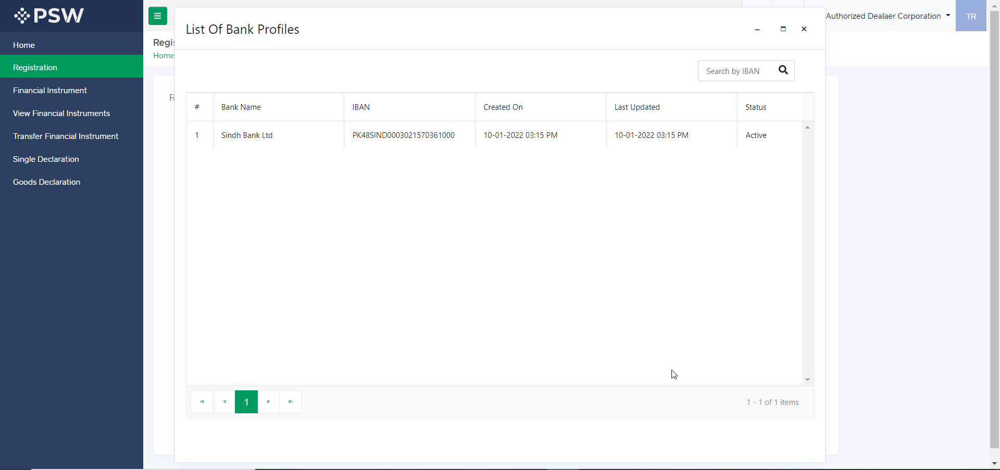 PSW
Home
Registration
Financial Instrument
View Financial Instruments
Transfer Financial Instrument
Single Declaration
Goods Declaration
Authorized Dealaer Corporation
TR
Regis
Home
R
List Of Bank Profiles
Search by IBAN
# Bank Name IBAN Created On Last Updated Status
1 Sindh Bank Ltd PK48SIND0003021570361000 10-01-2022 03:15 PM 10-01-2022 03:15 PM Active
1
1 - 1 of 1 items